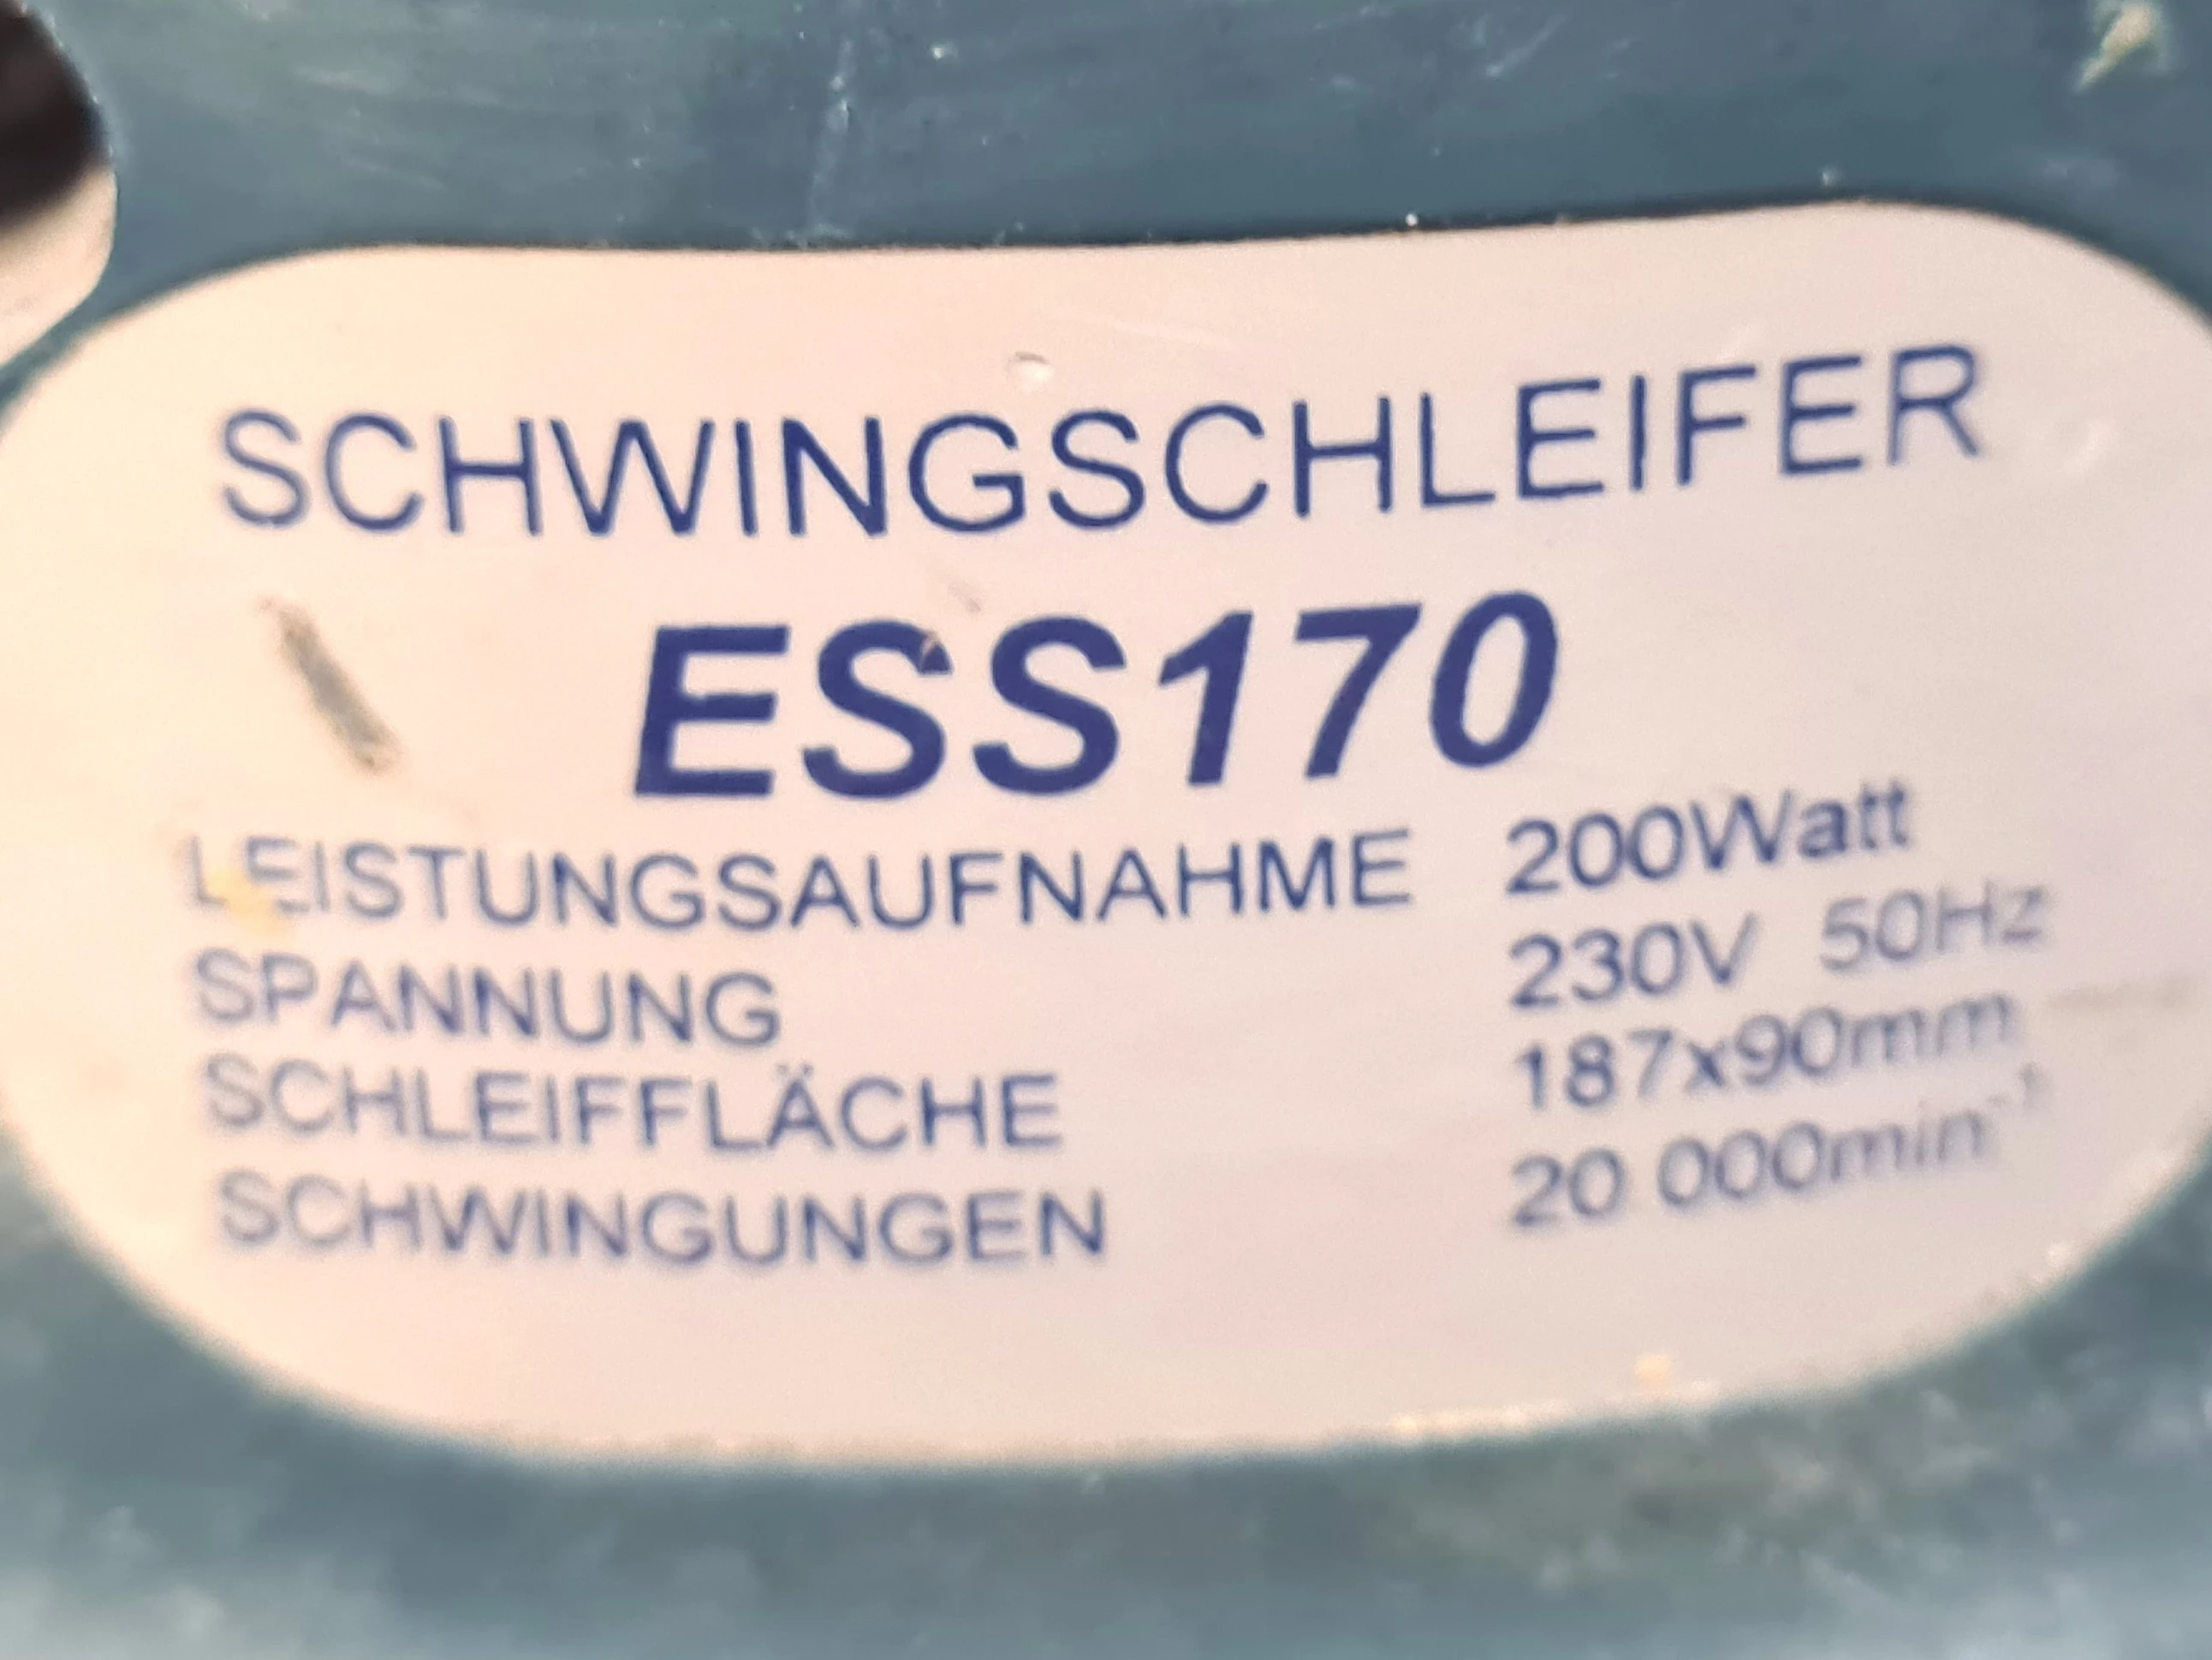 SCHWINGSCHLEIFER
ESS170
LEISTUNGSAUFNAHME 200Watt
SPANNUNG 230V 50Hz
SCHLEIFFLÄCHE 187x90mm
SCHWINGUNGEN 20 000min⁻¹